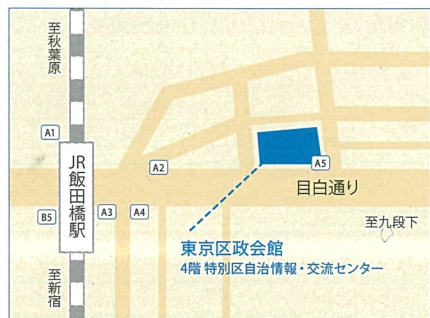 至秋葉原
A1
JR飯田橋駅
A2
A5
目白通り
B5
A3
A4
至九段下
東京区政会館
4階 特別区自治情報・交流センター
至新宿